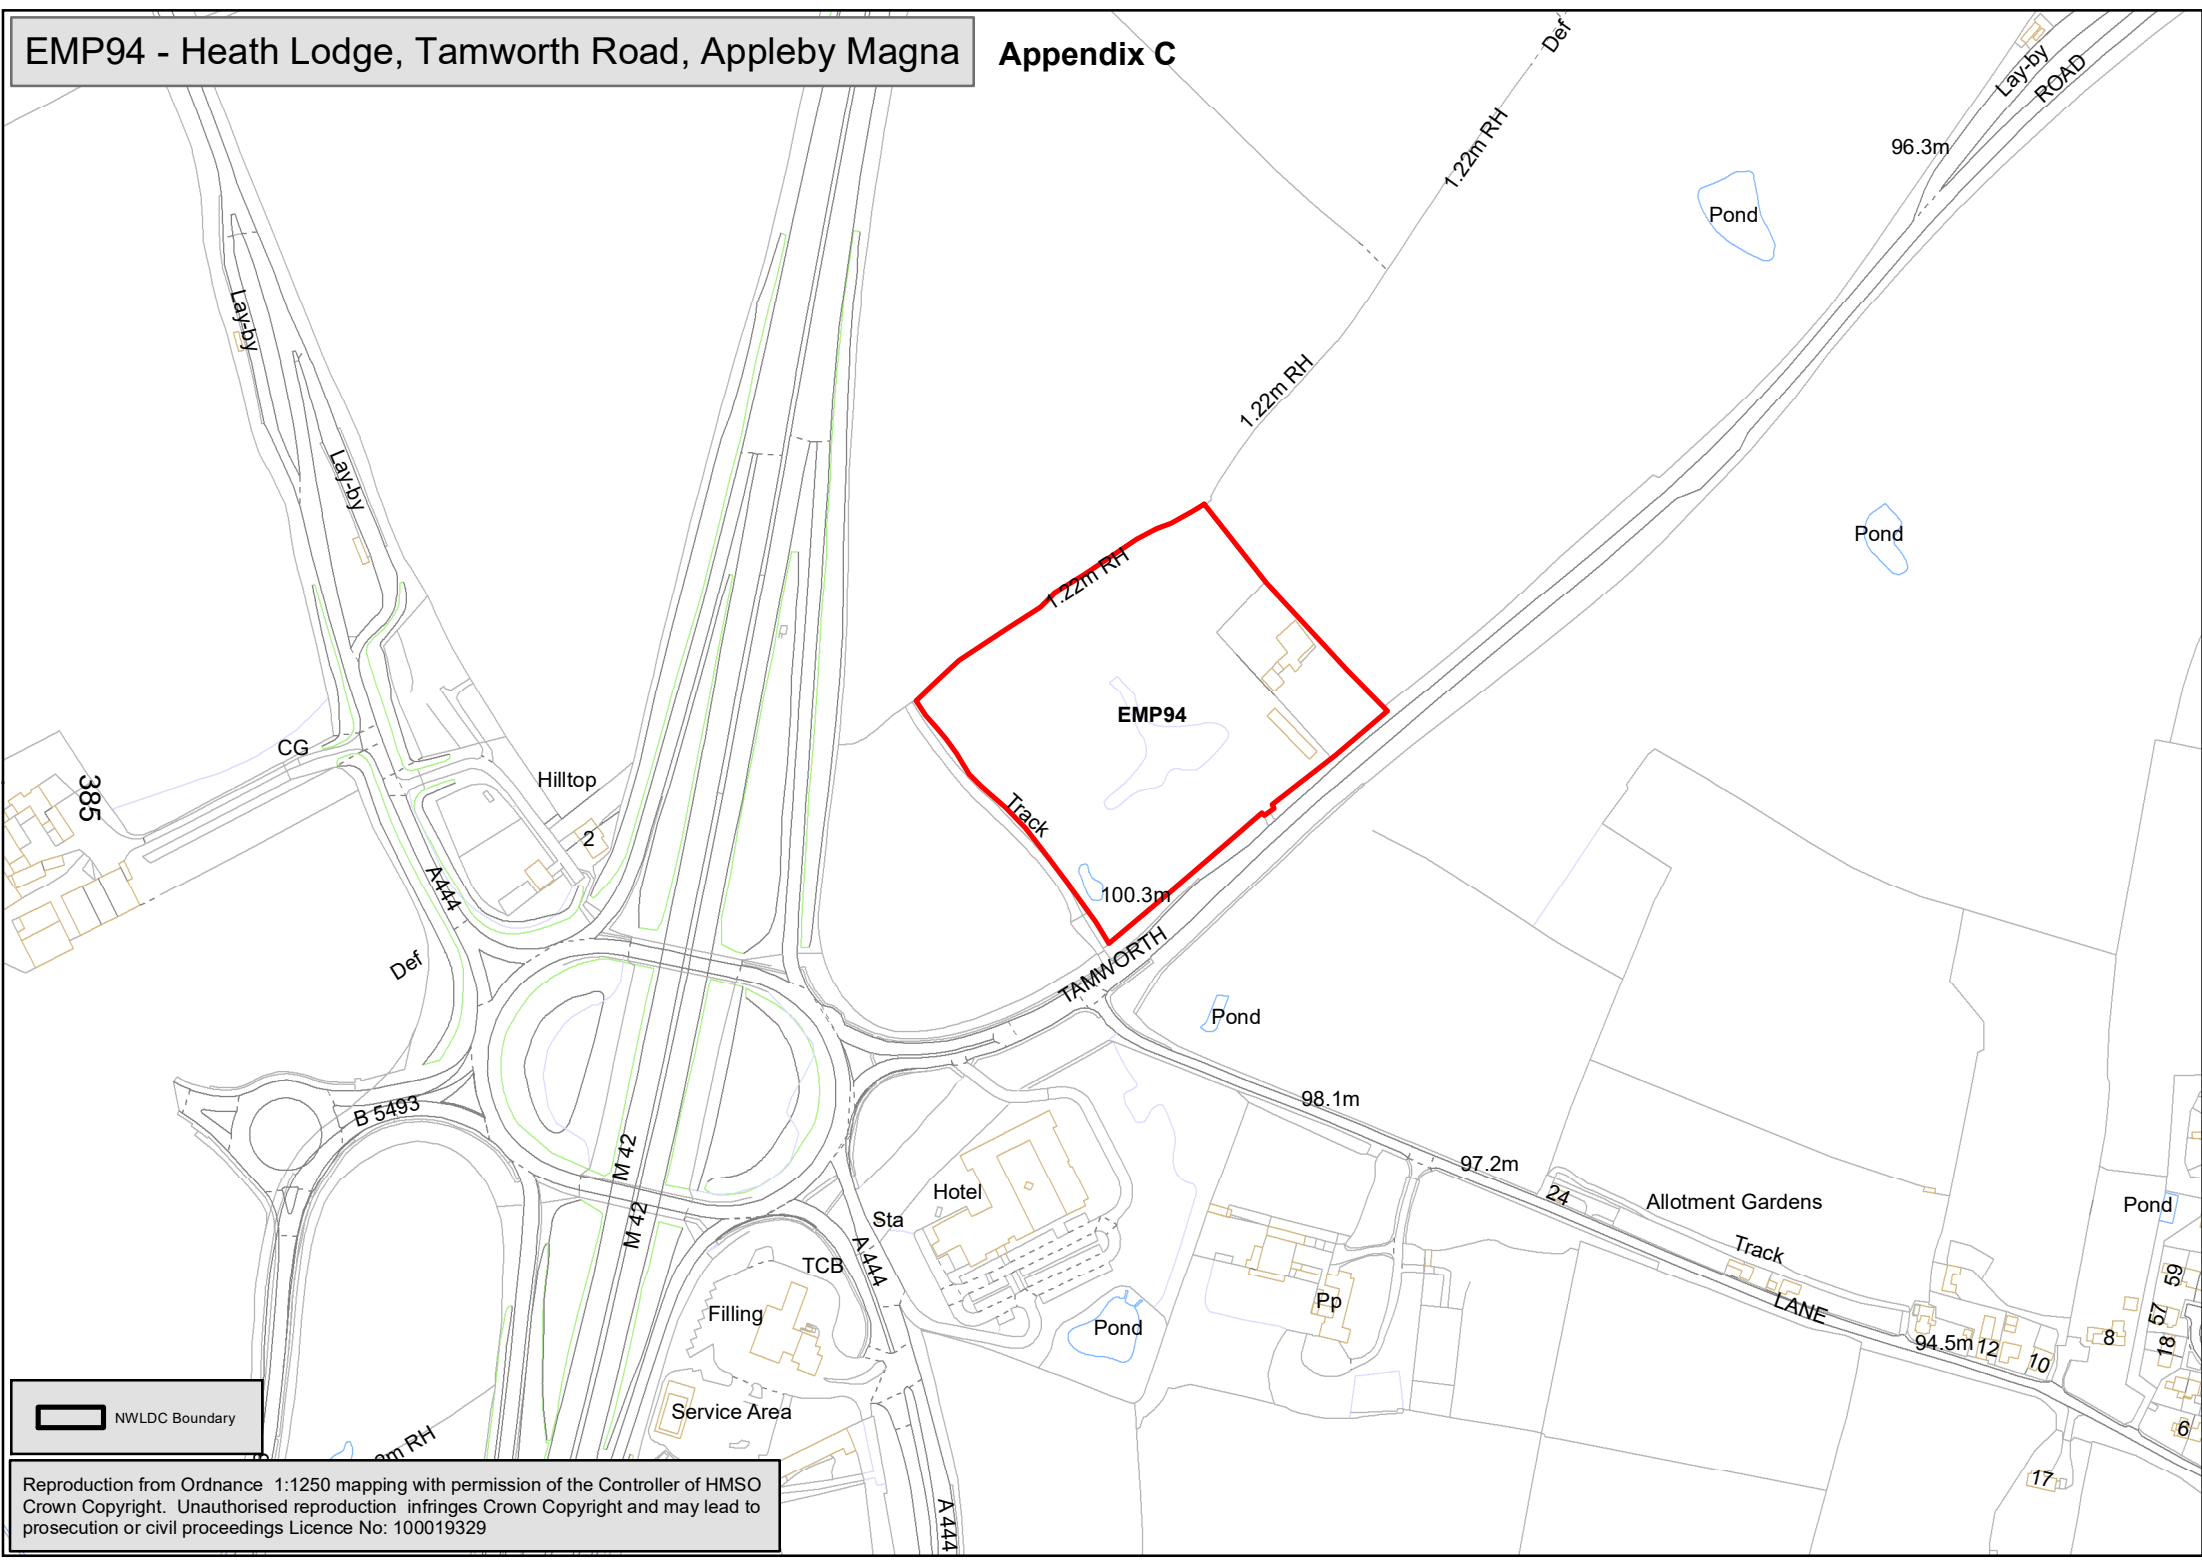 EMP94 - Heath Lodge, Tamworth Road, Appleby Magna
Appendix C
Def
Lay-by
ROAD
1.22m RH
96.3m
Pond
Lay-by
1.22m RH
Lay-by
Pond
1.22m RH
EMP94
CG
Hilltop
385
2
Track
A444
100.3m
Def
TAMWORTH
Pond
B 5493
98.1m
M 42
97.2m
Hotel
24
Allotment Gardens
Pond
Sta
M 42
A 444
TCB
Track
59
Filling
Pp
LANE
57
Pond
94.5m
12
10
8
18
Service Area
6
NWLDC Boundary
m RH
17
A 444
Reproduction from Ordnance 1:1250 mapping with permission of the Controller of HMSO
Crown Copyright. Unauthorised reproduction infringes Crown Copyright and may lead to
prosecution or civil proceedings Licence No: 100019329